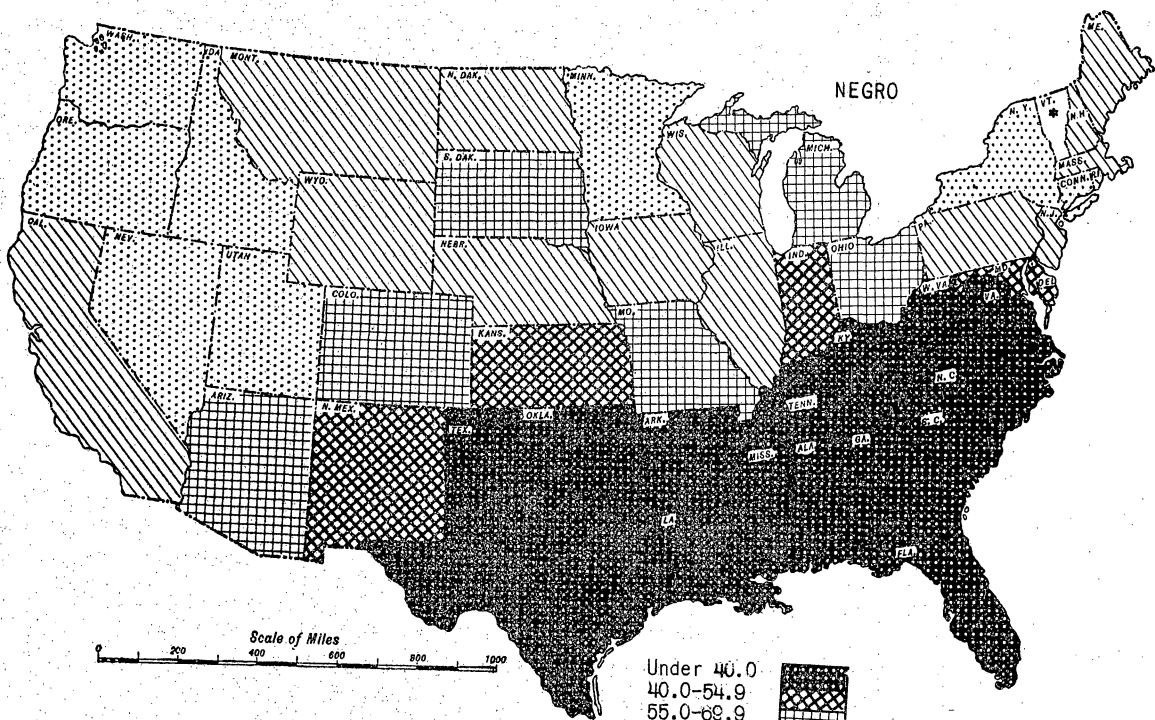 WASH.
IDA.
MONT.
N. DAK.
MINN.
NEGRO
ME.
N. Y.
VT.
*
N.H.
ORE.
S. DAK.
WIS.
MICH.
MASS.
CONN.
R.I.
WYO.
CAL.
NEV.
UTAH
NEBR.
IOWA
ILL.
IND.
OHIO
PA.
N.J.
W. VA.
MD.
DEL.
VA.
COLO.
KANS.
MO.
KY.
N. C.
ARIZ.
N. MEX.
TEX.
OKLA.
ARK.
TENN.
S. C.
MISS.
ALA.
GA.
LA.
FLA.
Scale of Miles
0 200 400 600 800 1000
Under 40.0
40.0-54.9
55.0-69.9